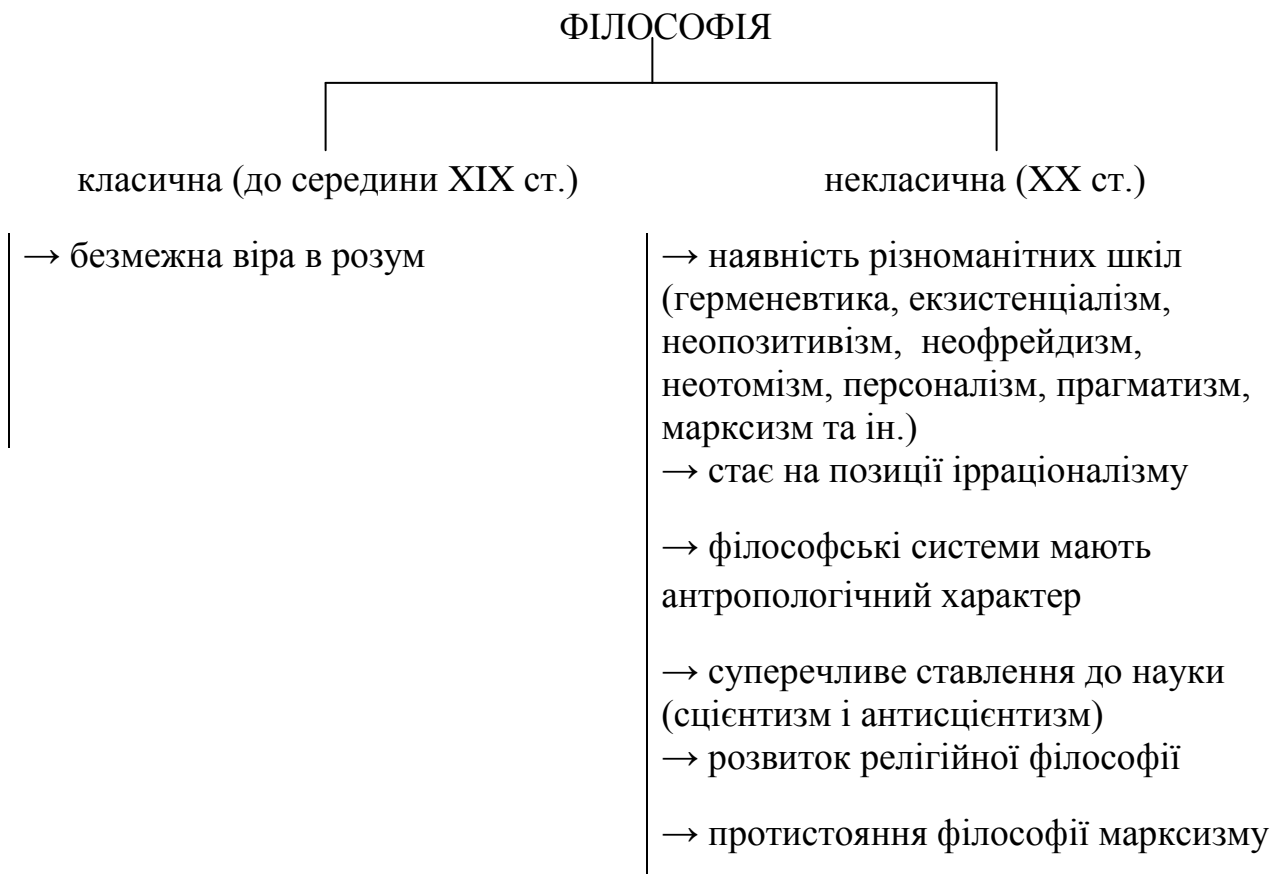 ФІЛОСОФІЯ
класична (до середини XIX ст.)
некласична (XX ст.)
→ безмежна віра в розум
→ наявність різноманітних шкіл
(герменевтика, екзистенціалізм,
неопозитивізм, неофрейдизм,
неотомізм, персоналізм, прагматизм,
марксизм та ін.)
→ стає на позиції ірраціоналізму
→ філософські системи мають
антропологічний характер
→ суперечливе ставлення до науки
(сцієнтизм і антисцієнтизм)
→ розвиток релігійної філософії
→ протистояння філософії марксизму